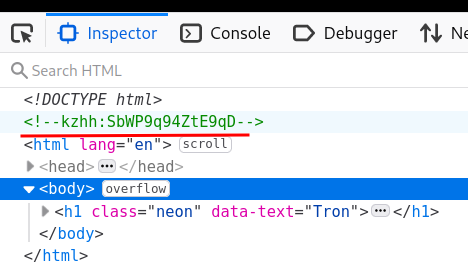 Inspector Console Debugger Ne
Search HTML
<!DOCTYPE html>
<!--kzhh:SbWP9q94ZtE9qD-->
<html lang="en"> scroll
<head> ••• </head>
<body> overflow
<h1 class="neon" data-text="Tron"> ••• </h1>
</body>
</html>